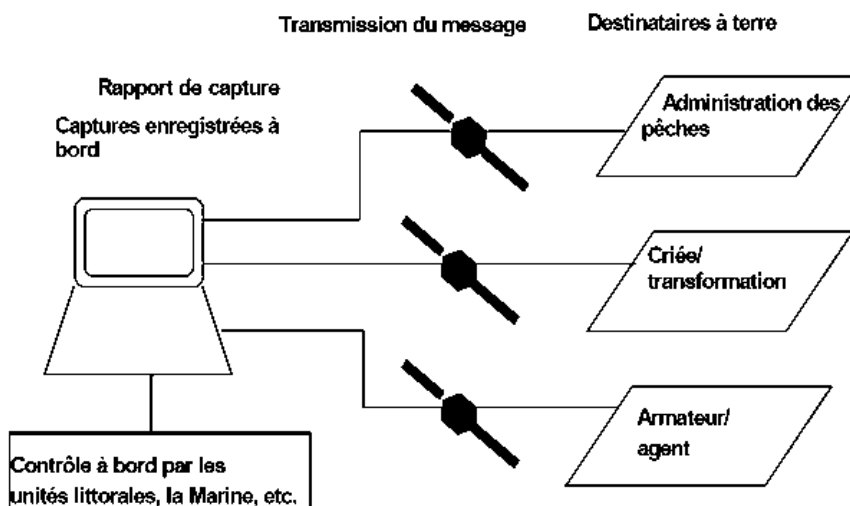 Transmission du message
Destinataires à terre
Rapport de capture
Captures enregistrées à
bord
Administration des
pêches
Criée/
transformation
Armateur/
agent
Contrôle à bord par les
unités littorales, la Marine, etc.